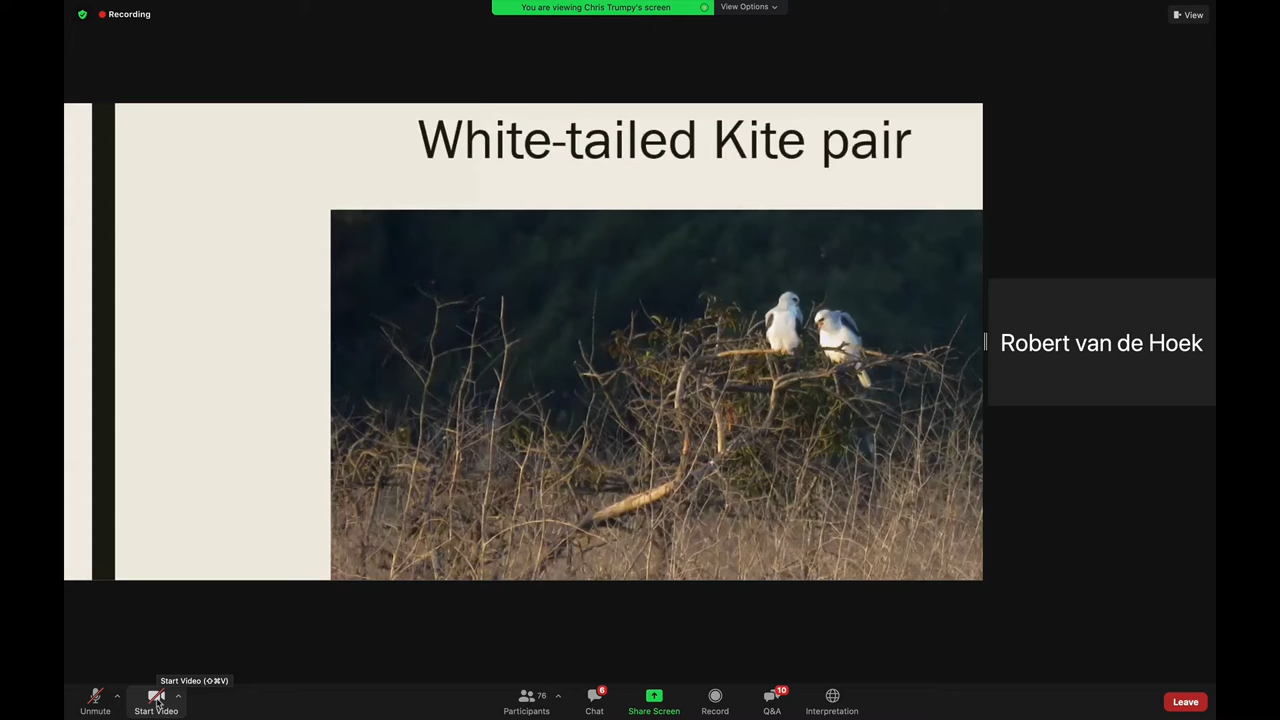 Recording
You are viewing Chris Trumpy's screen
View Options
View
White-tailed Kite pair
Robert van de Hoek
Start Video (⇧⌘V)
Unmute
Start Video
76
Participants
6
Chat
Share Screen
Record
10
Q&A
Interpretation
Leave